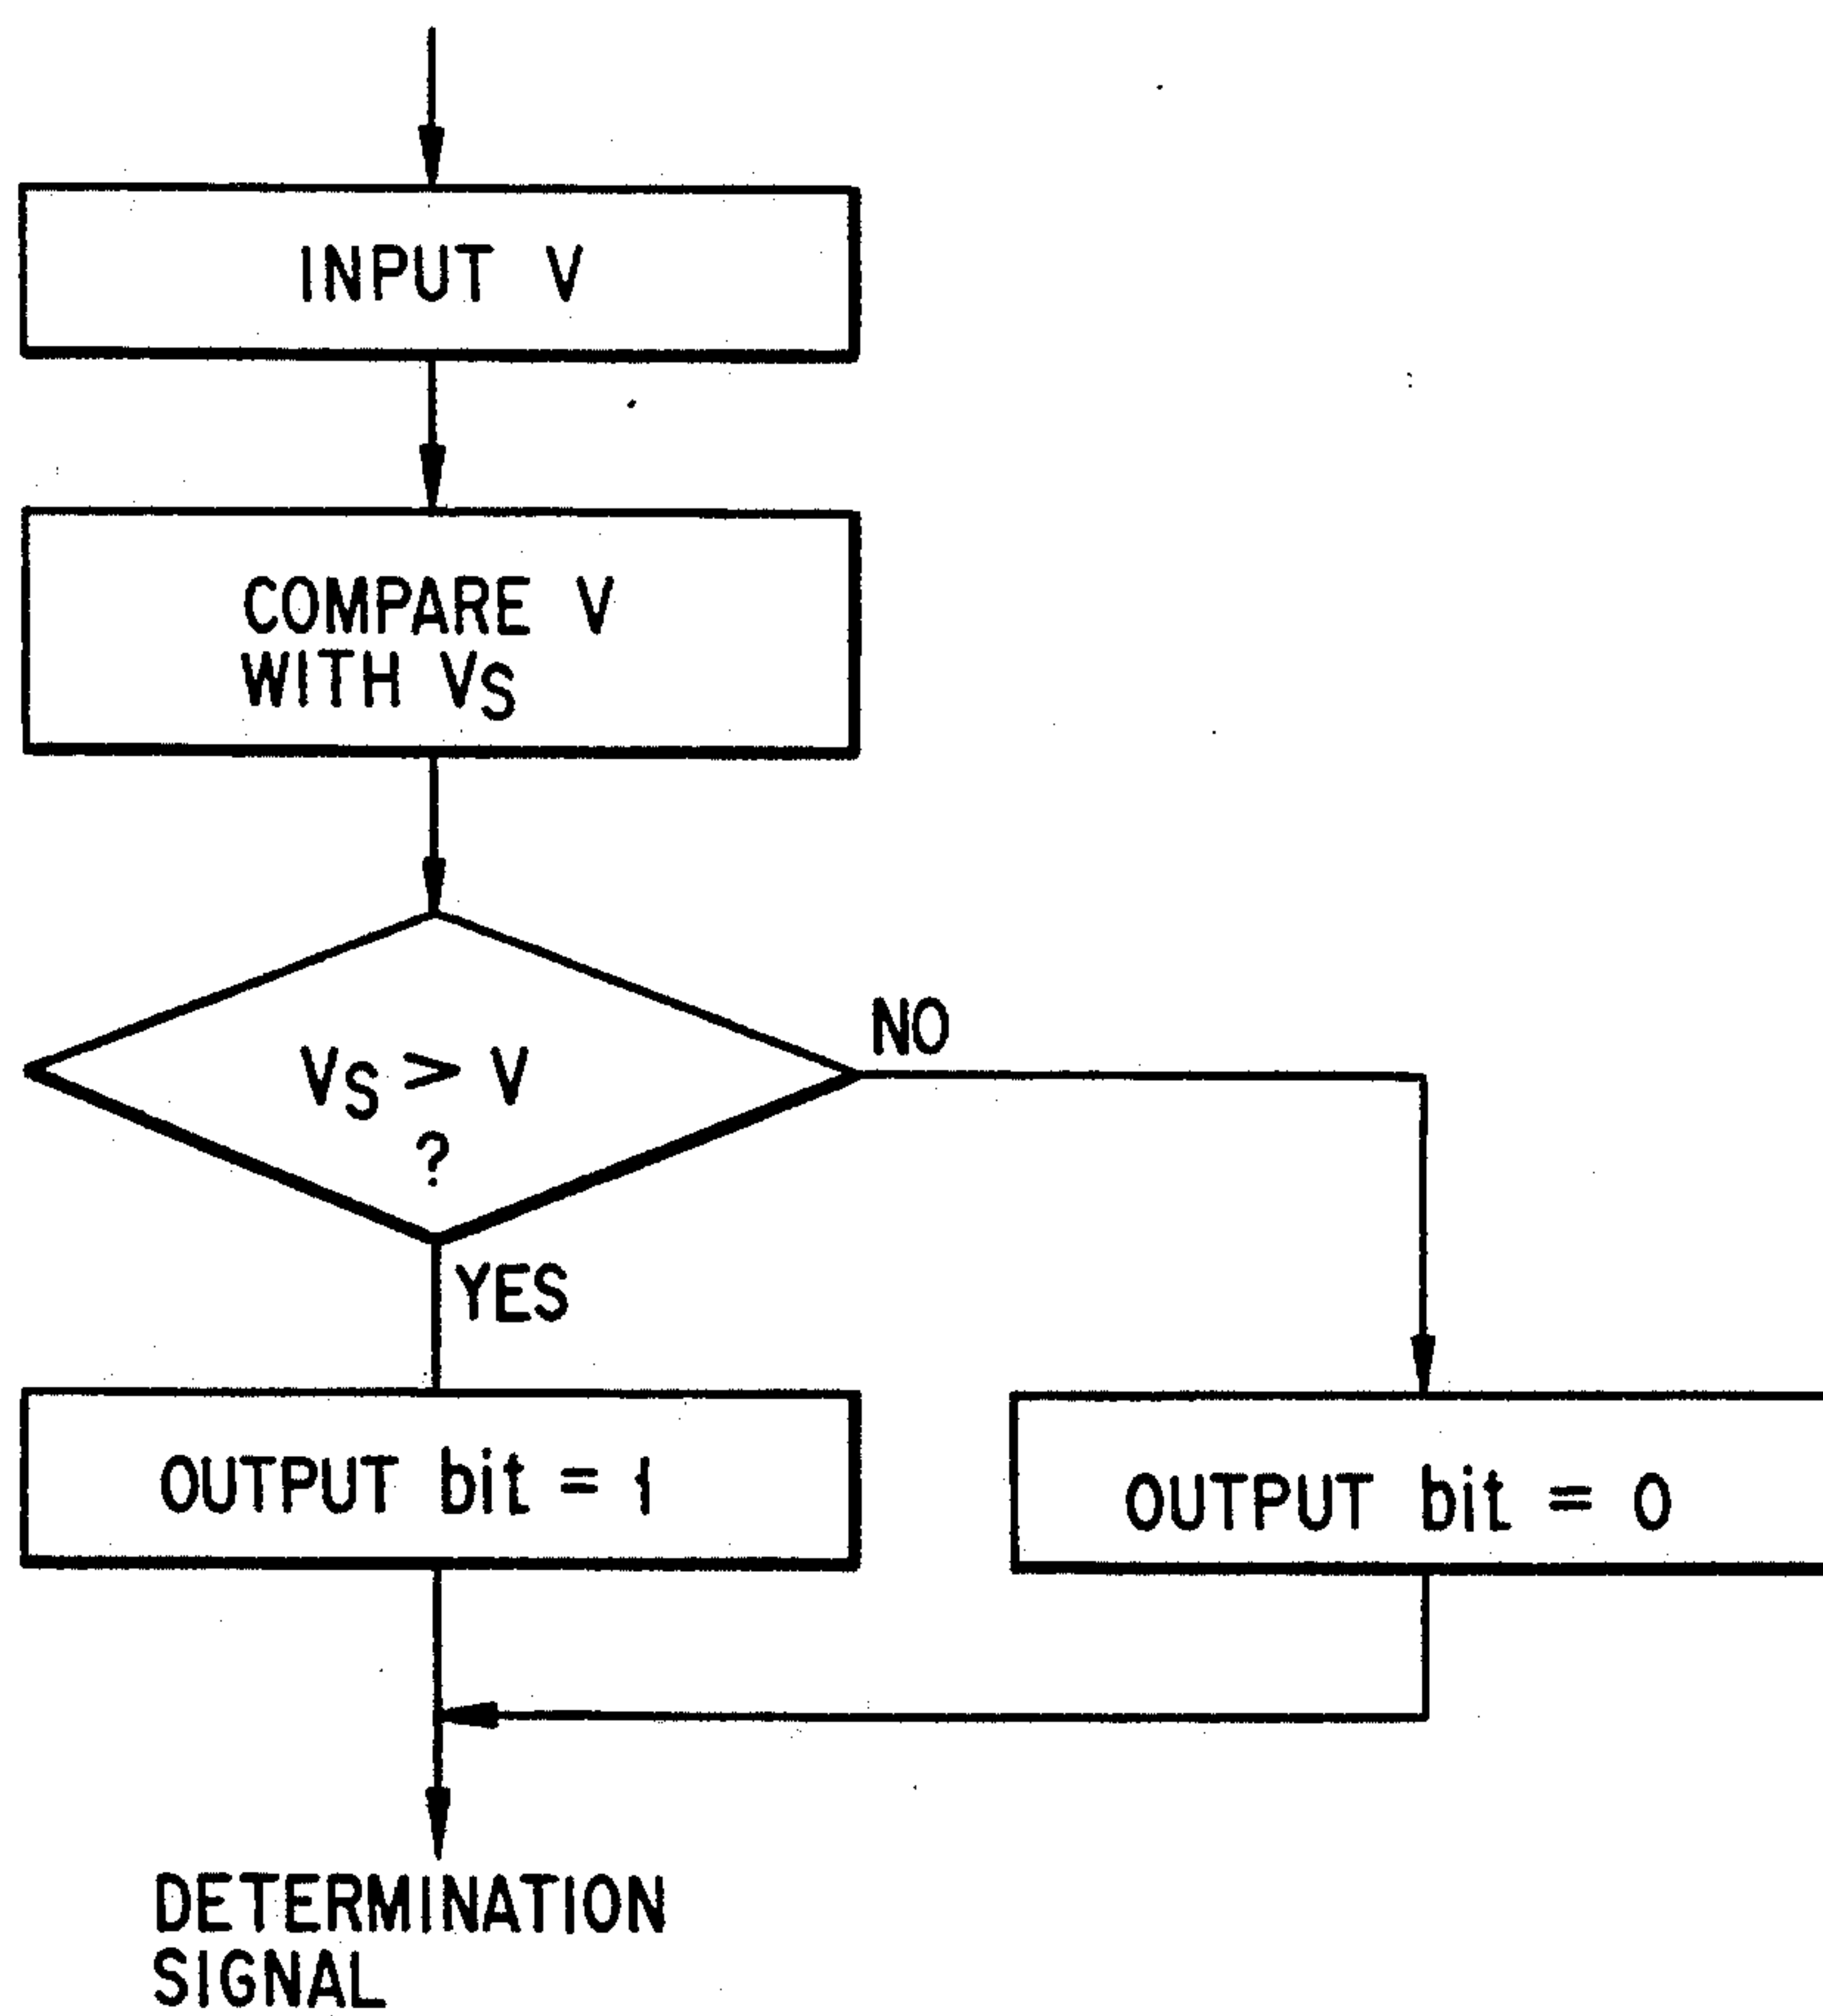 INPUT V
COMPARE V
WITH VS
VS > V
?
NO
YES
OUTPUT bit = 1
OUTPUT bit = 0
DETERMINATION
SIGNAL